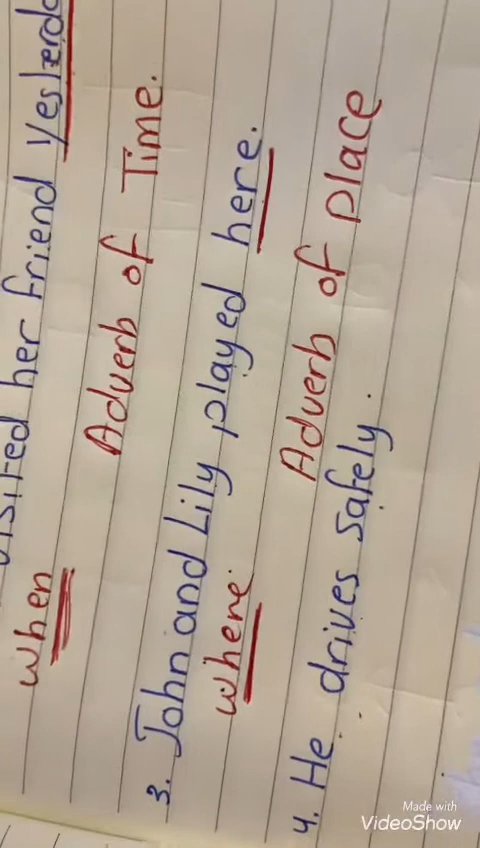 visited her friend yesterday
when
Adverb of Time.
3. John and Lily played here.
where
Adverb of place
4. He drives safely.
Made with
VideoShow